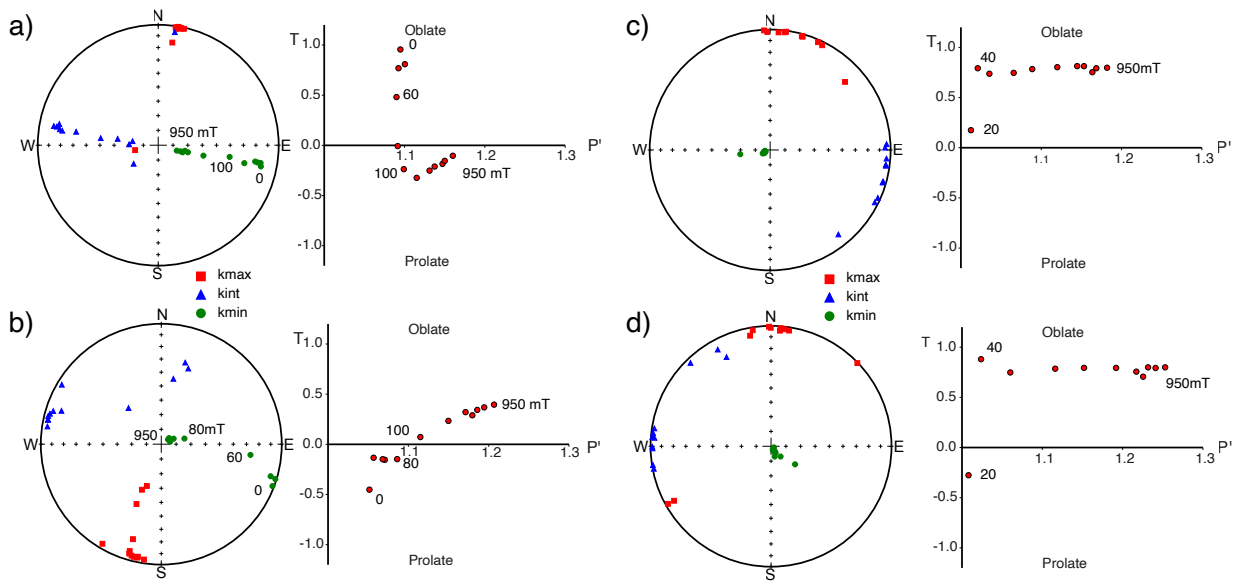 a)
N
W
E
S
950 mT
100
0
T
Oblate
1.0
0.5
0.0
-0.5
-1.0
0
60
100
950 mT
1.1
1.2
1.3
P'
Prolate
kmax
kint
kmin
b)
N
W
E
S
950
80mT
60
0
T
Oblate
1.0
0.5
0.0
-0.5
-1.0
100
950 mT
80
0
1.1
1.2
1.3
P'
Prolate
c)
N
W
E
S
T
Oblate
1.0
0.5
0.0
-0.5
-1.0
40
950mT
20
1.1
1.2
1.3
P'
Prolate
kmax
kint
kmin
d)
N
W
E
S
T
Oblate
1.0
0.5
0.0
-0.5
-1.0
40
950mT
20
1.1
1.2
1.3
P'
Prolate